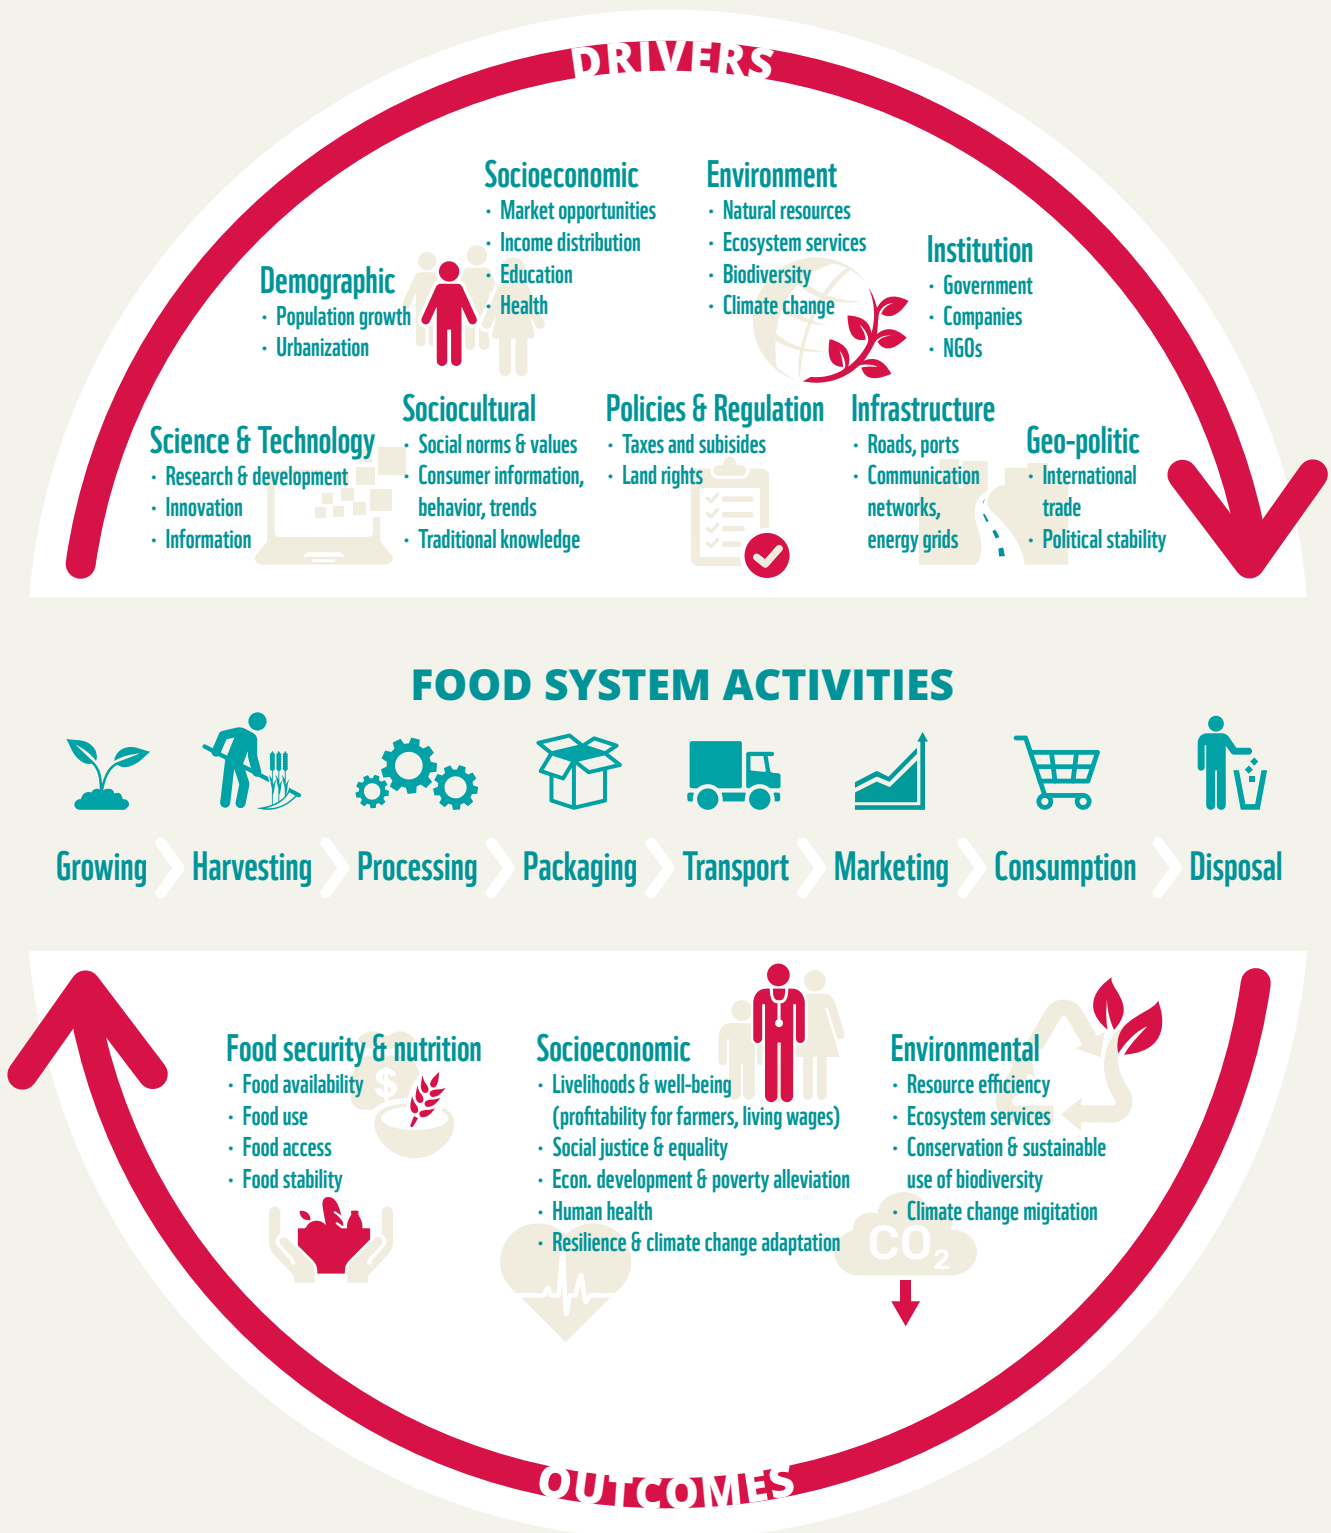 DRIVERS
Socioeconomic
· Market opportunities
· Income distribution
· Education
· Health
Environment
· Natural resources
· Ecosystem services
· Biodiversity
· Climate change
Demographic
· Population growth
· Urbanization
Institution
· Government
· Companies
· NGOs
Science & Technology
· Research & development
· Innovation
· Information
Sociocultural
· Social norms & values
· Consumer information,
behavior, trends
· Traditional knowledge
Policies & Regulation
· Taxes and subsides
· Land rights
Infrastructure
· Roads, ports
· Communication
networks,
energy grids
Geo-politic
· International
trade
· Political stability
FOOD SYSTEM ACTIVITIES
Growing
Harvesting
Processing
Packaging
Transport
Marketing
Consumption
Disposal
Food security & nutrition
· Food availability
· Food use
· Food access
· Food stability
$
Socioeconomic
· Livelihoods & well-being
(profitability for farmers, living wages)
· Social justice & equality
· Econ. development & poverty alleviation
· Human health
· Resilience & climate change adaptation
Environmental
· Resource efficiency
· Ecosystem services
· Conservation & sustainable
use of biodiversity
· Climate change migitation
CO2
OUTCOMES